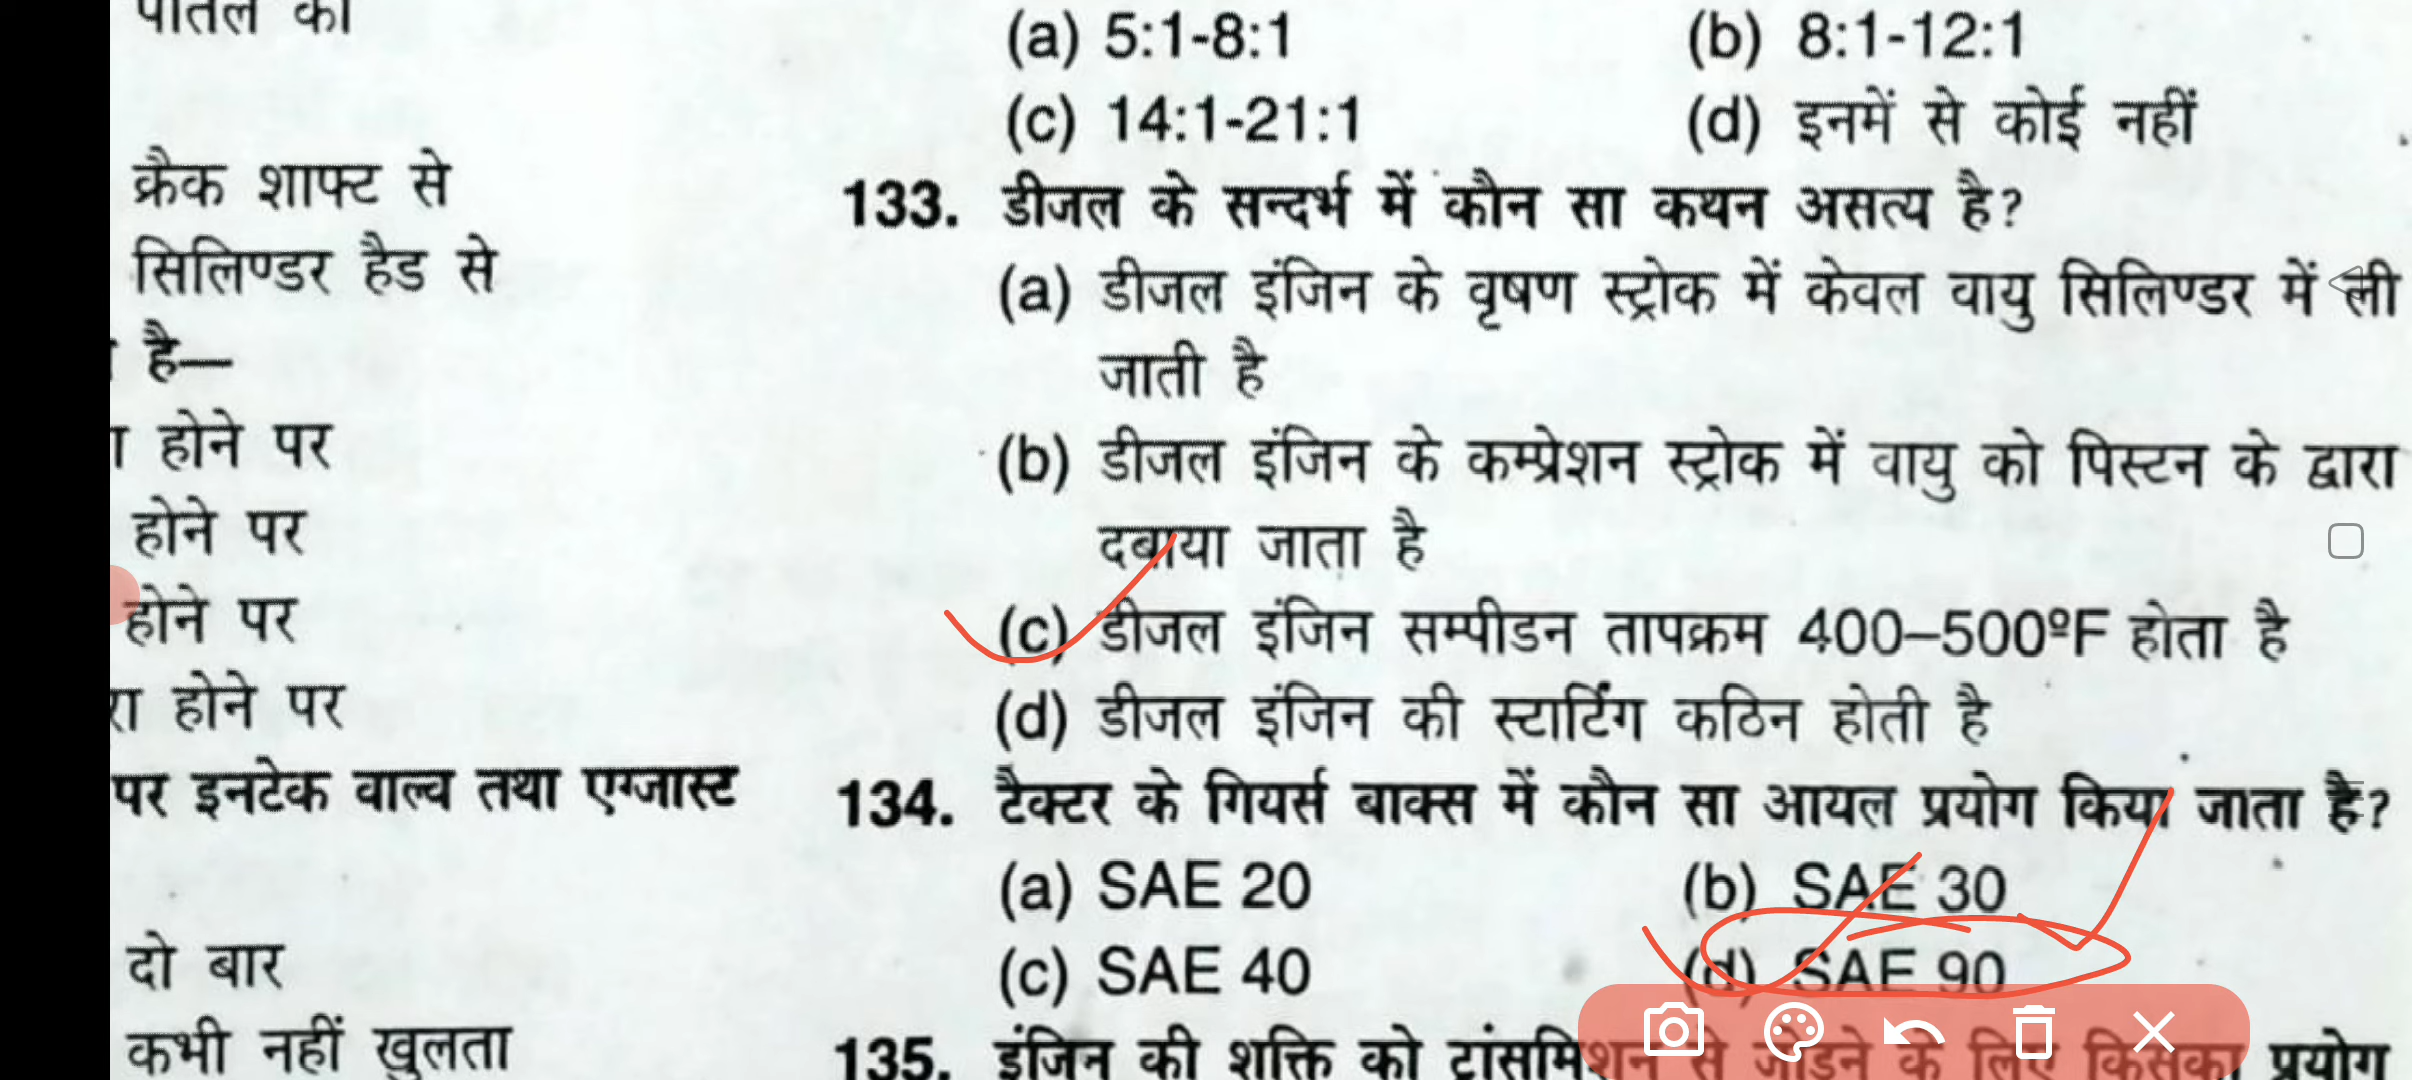 पीतल का
क्रैक शाफ्ट से
सिलिण्डर हैड से
है—
होने पर
होने पर
होने पर
होने पर
पर इनटेक वाल्व तथा एग्जास्ट
दो बार
कभी नहीं खुलता
(a) 5:1-8:1 (b) 8:1-12:1
(c) 14:1-21:1 (d) इनमें से कोई नहीं
133. डीजल के सन्दर्भ में कौन सा कथन असत्य है?
(a) डीजल इंजिन के वृषण स्ट्रोक में केवल वायु सिलिण्डर में ली
जाती है
(b) डीजल इंजिन के कम्प्रेशन स्ट्रोक में वायु को पिस्टन के द्वारा
दबाया जाता है
(c) डीजल इंजिन सम्पीडन तापक्रम 400–500ºF होता है
(d) डीजल इंजिन की स्टार्टिंग कठिन होती है
134. टैक्टर के गियर्स बाक्स में कौन सा आयल प्रयोग किया जाता है?
(a) SAE 20 (b) SAE 30
(c) SAE 40 (d) SAE 90
135. इंजिन की शक्ति को ट्रांसमिशन से जोडने के लिए किसका प्रयोग